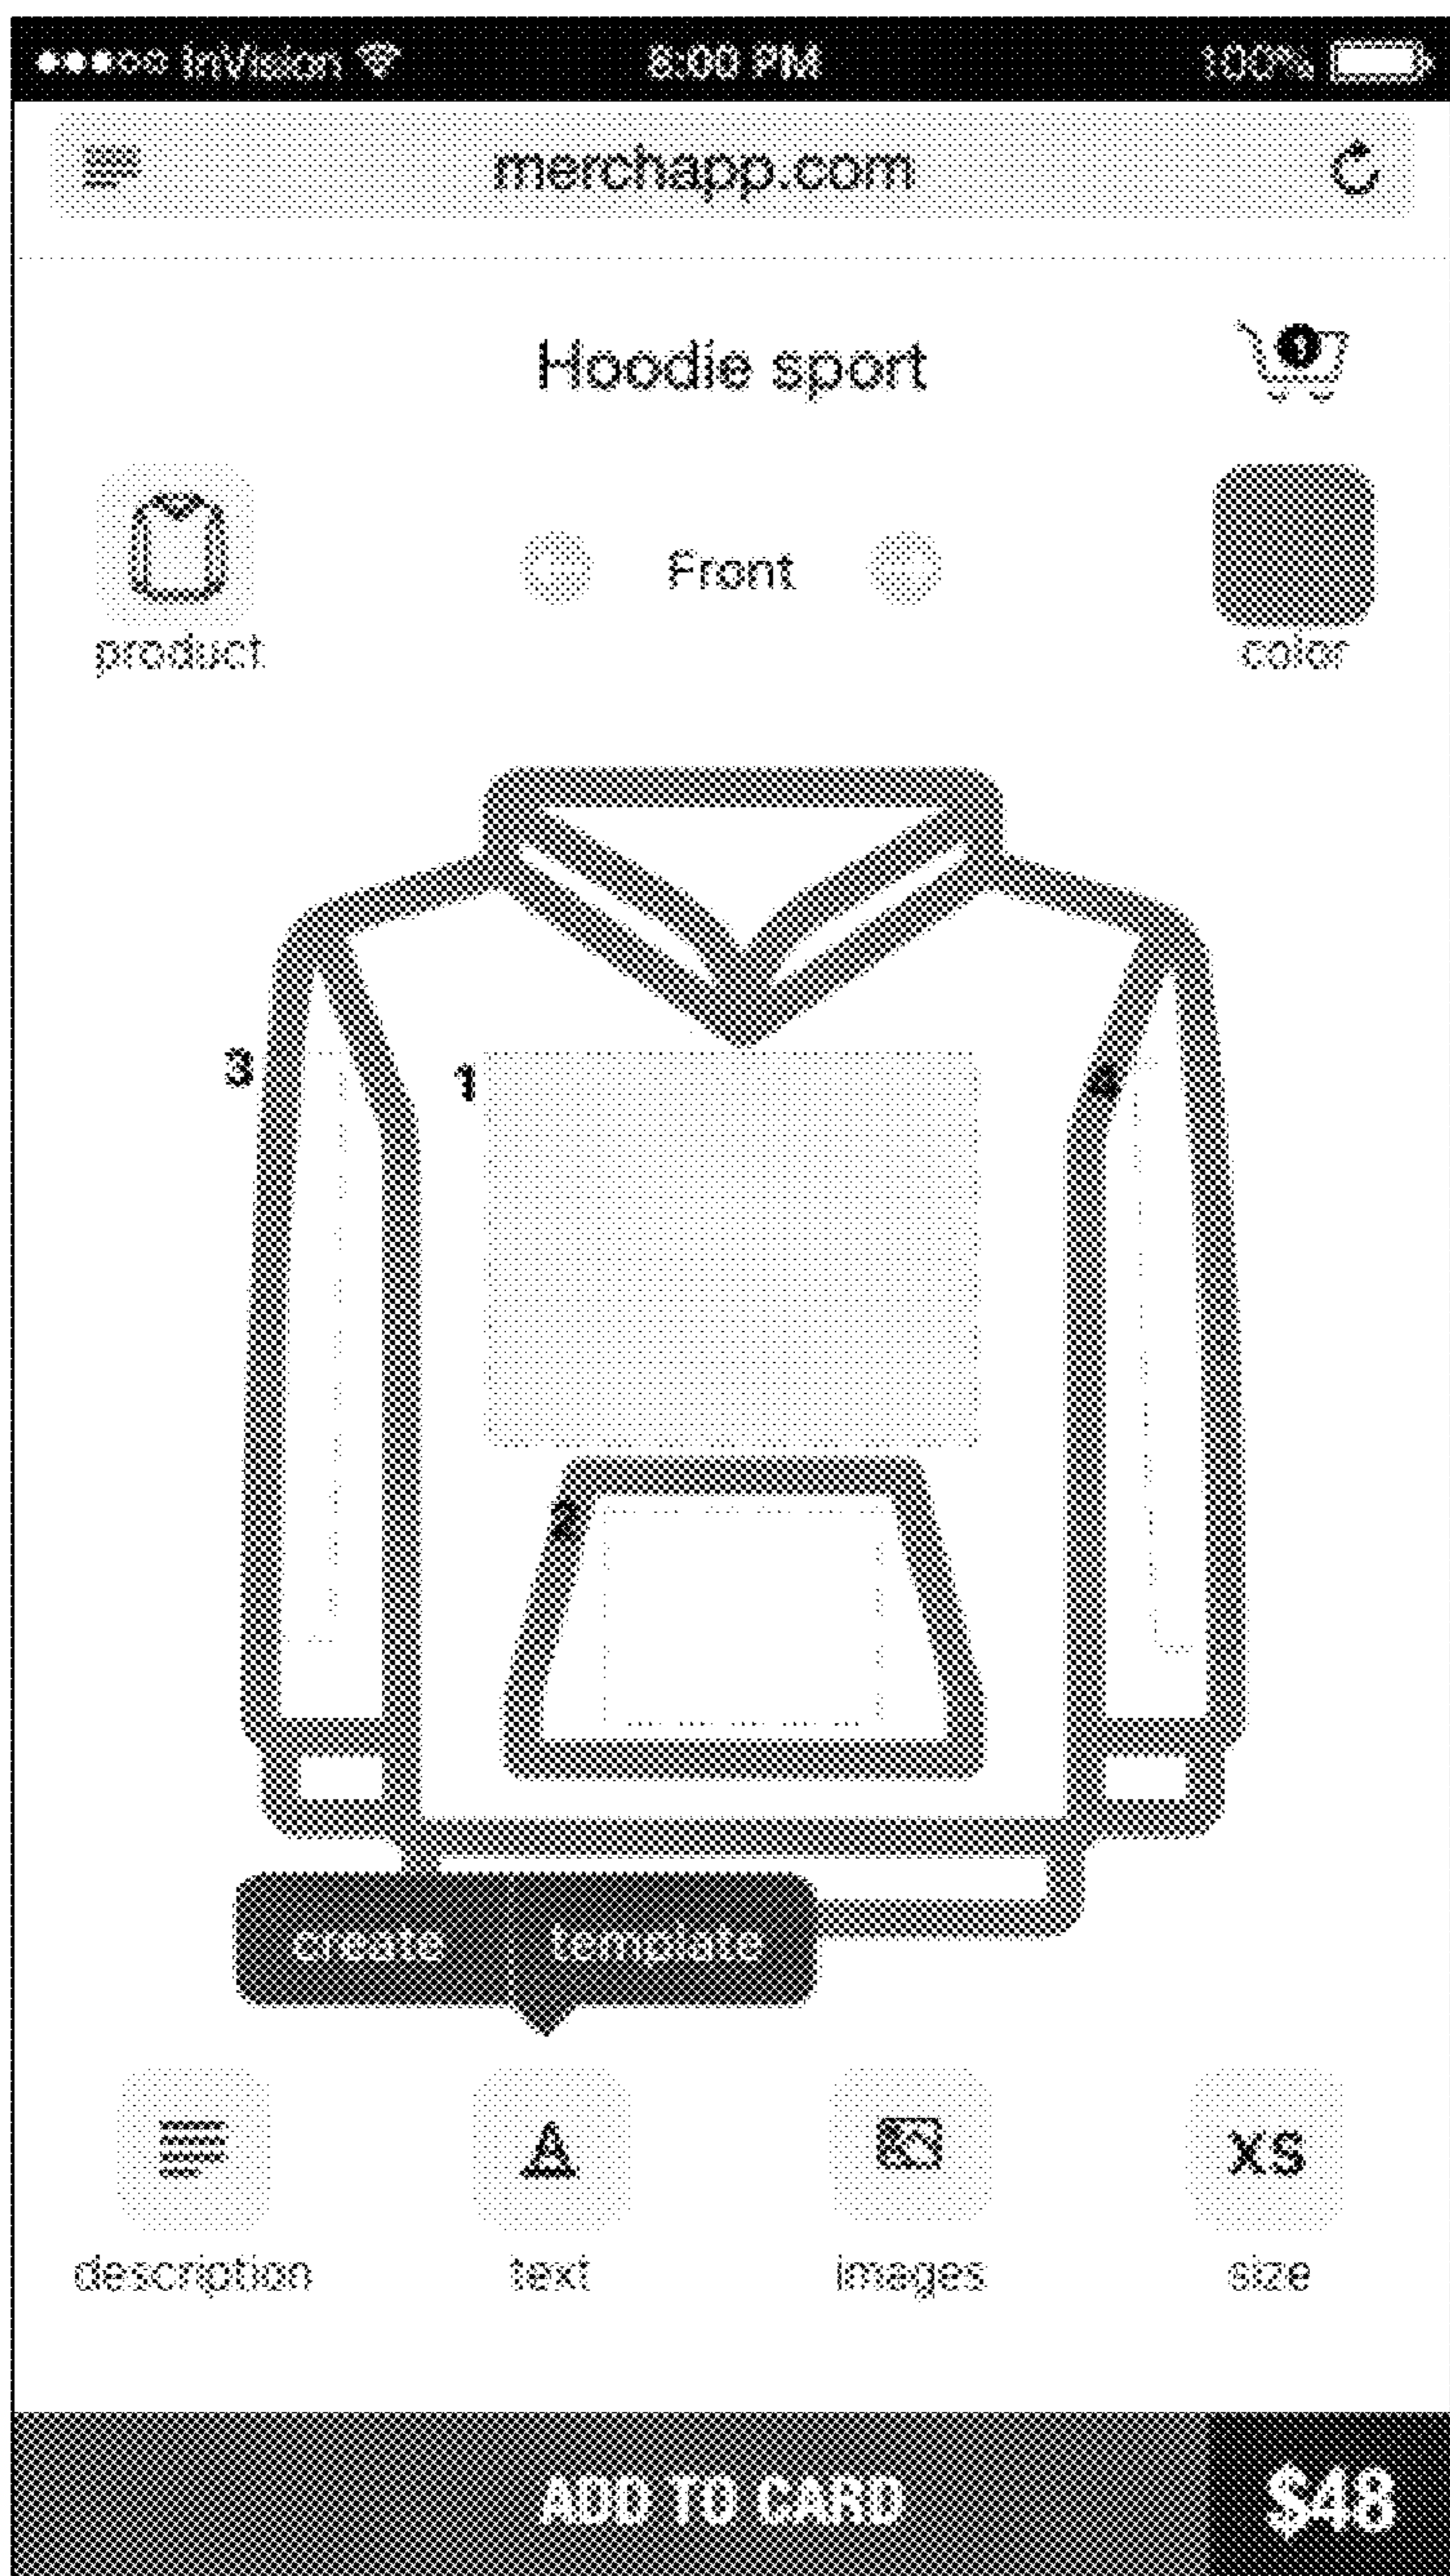 InVision 8:00 PM 100%
merchapp.com
Hoodie sport
Front
product color
3 1 4
2
create template
A XS
description text images size
ADD TO CARD $48